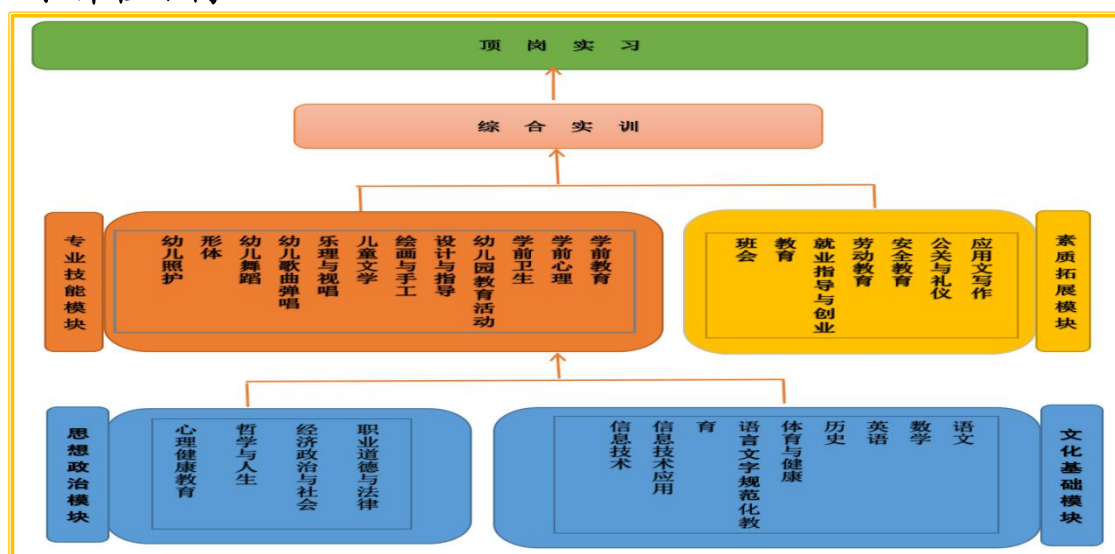 顶岗实习
综合实训
专业技能模块
学前教育
学前心理
学前卫生
幼儿园教育活动
设计与指导
绘画与手工
儿童文学
乐理与视唱
幼儿歌曲弹唱
幼儿舞蹈
形体
幼儿照护
素质拓展模块
应用文写作
公关与礼仪
安全教育
劳动教育
就业指导与创业
教育
班会
思想政治模块
职业道德与法律
经济政治与社会
哲学与人生
心理健康教育
文化基础模块
语文
数学
英语
历史
体育与健康
语言文字规范化教
育
信息技术应用
信息技术